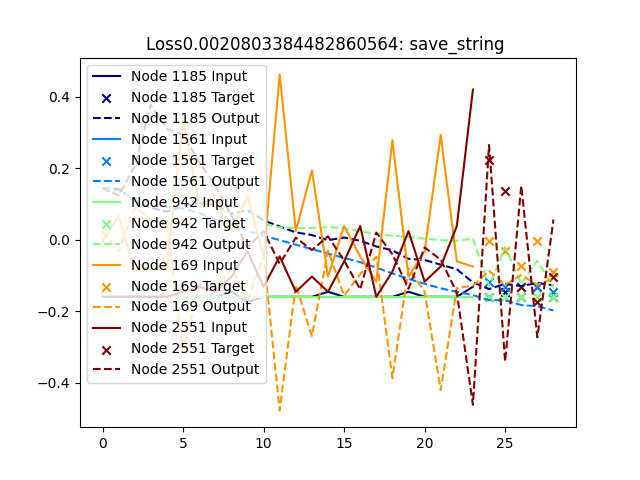 Loss0.0020803384482860564: save_string
Node 1185 Input
Node 1185 Target
Node 1185 Output
Node 1561 Input
Node 1561 Target
Node 1561 Output
Node 942 Input
Node 942 Target
Node 942 Output
Node 169 Input
Node 169 Target
Node 169 Output
Node 2551 Input
Node 2551 Target
Node 2551 Output
0.4
0.2
0.0
−0.2
−0.4
0 5 10 15 20 25